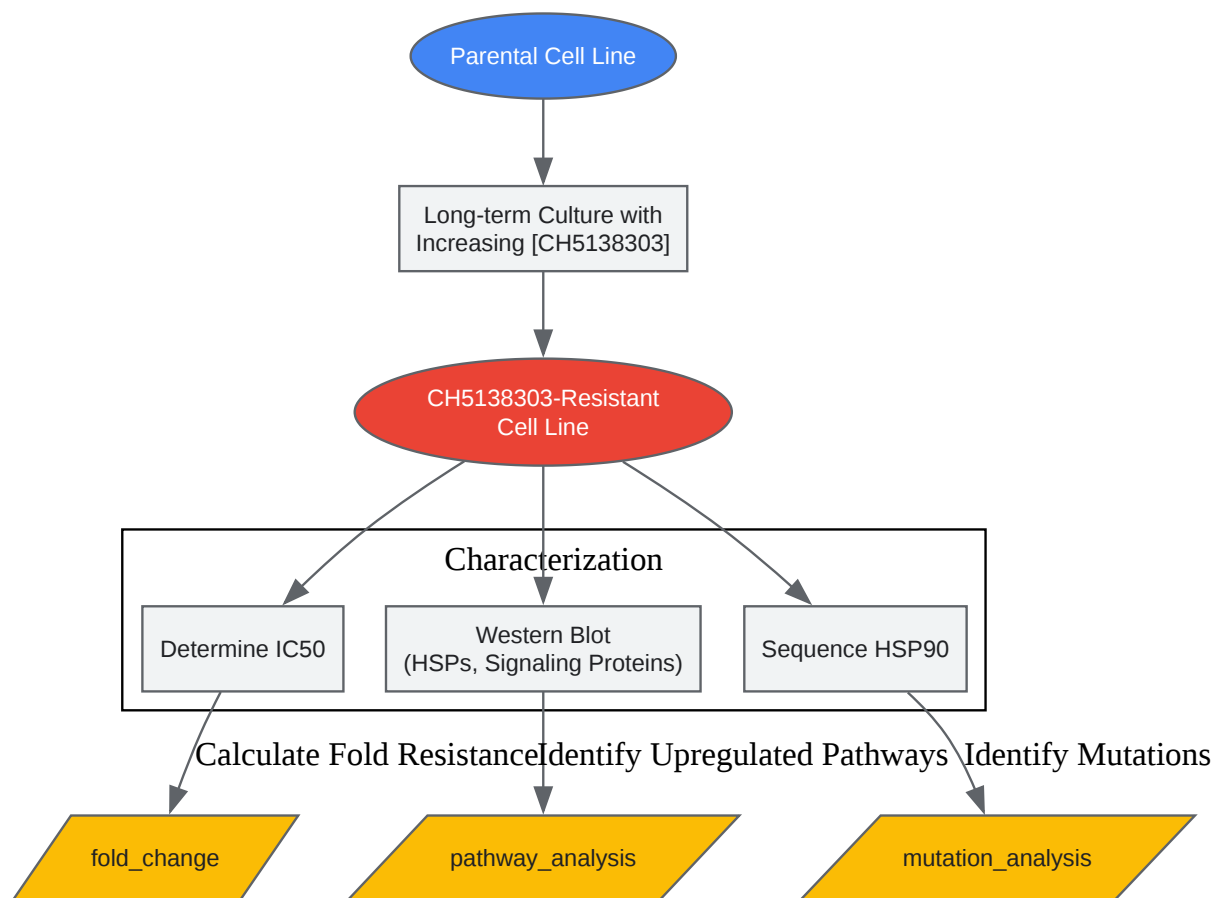 Parental Cell Line
Long-term Culture with
Increasing [CH5138303]
CH5138303-Resistant
Cell Line
Characterization
Determine IC50
Western Blot
(HSPs, Signaling Proteins)
Sequence HSP90
Calculate Fold Resistance
Identify Upregulated Pathways
Identify Mutations
fold_change
pathway_analysis
mutation_analysis